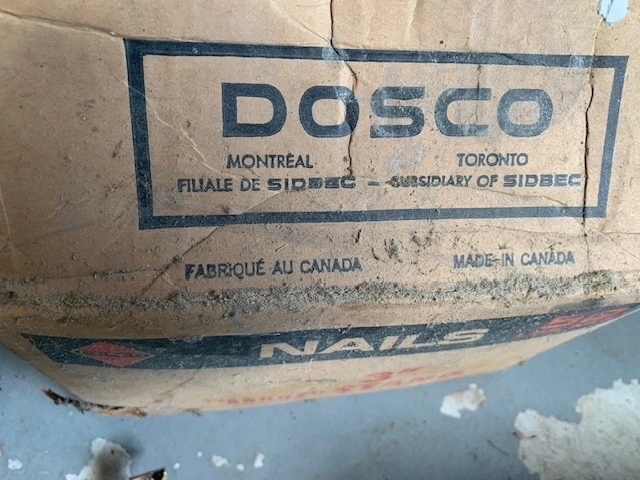 DOSCO
MONTRÉAL TORONTO
FILIALE DE SIDBEC - SUBSIDIARY OF SIDBEC
FABRIQUÉ AU CANADA MADE IN CANADA
NAILS